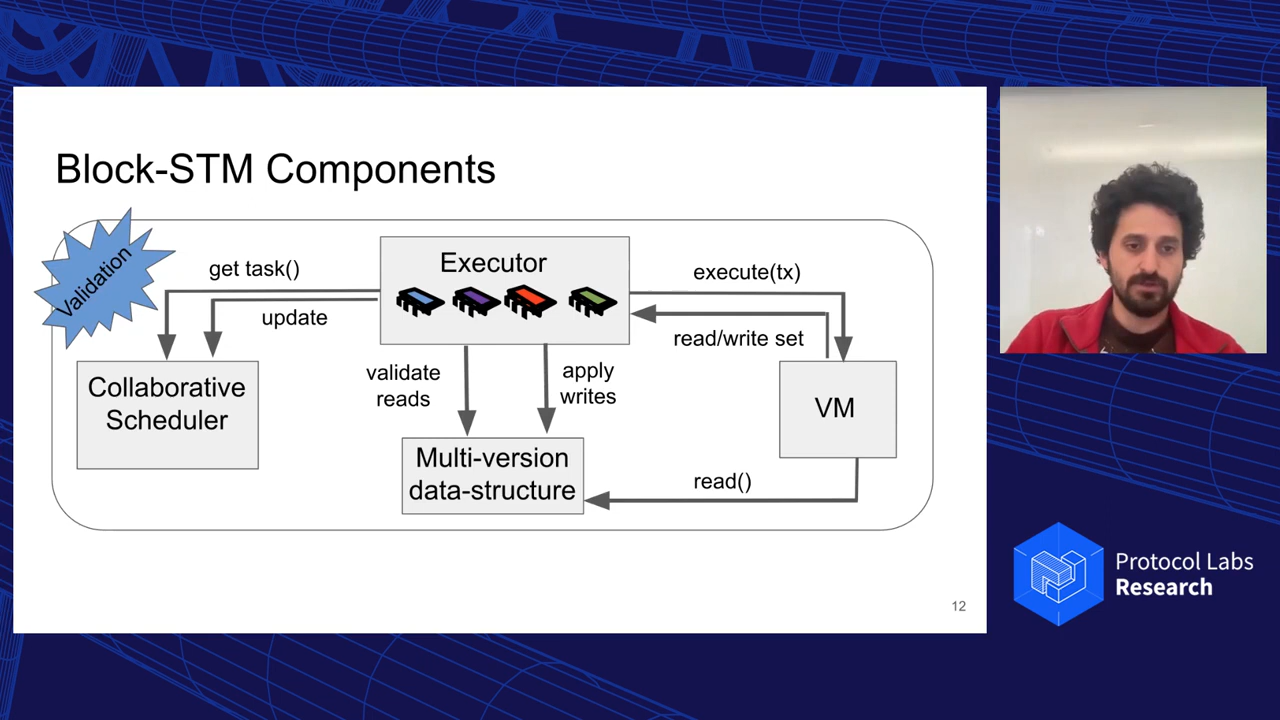 Block-STM Components
Validation
get task()
update
Executor
execute(tx)
read/write set
Collaborative
Scheduler
validate
reads
apply
writes
VM
Multi-version
data-structure
read()
12
Protocol Labs
Research